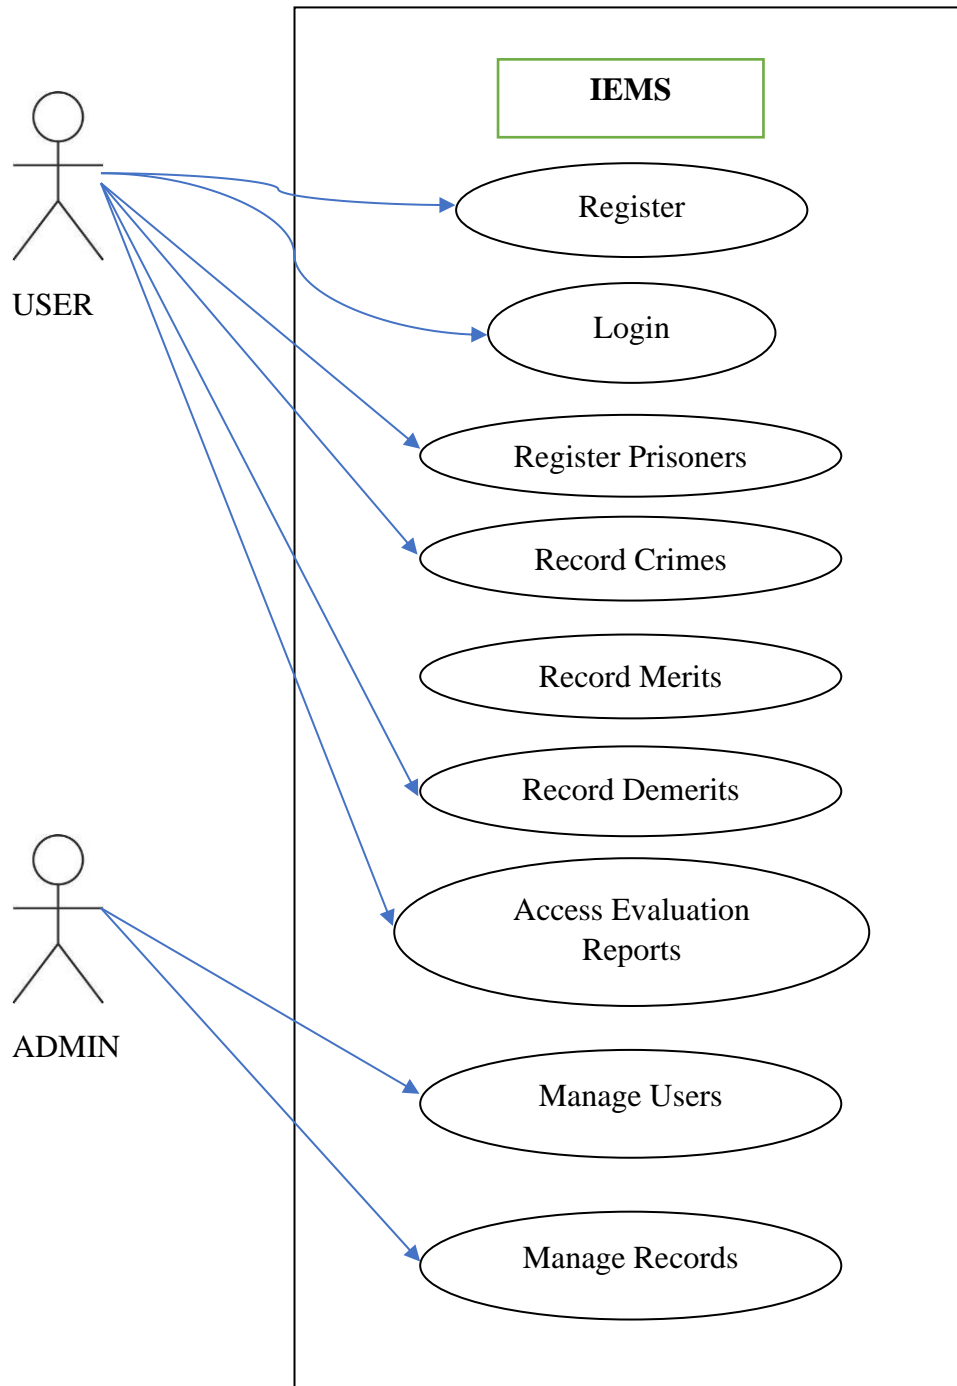 IEMS
Register
USER
Login
Register Prisoners
Record Crimes
Record Merits
Record Demerits
Access Evaluation
Reports
ADMIN
Manage Users
Manage Records